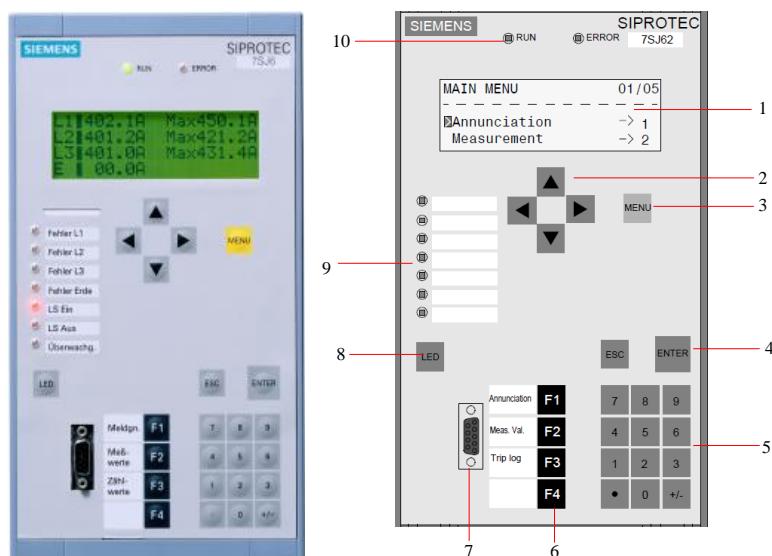 SIEMENS
SIPROTEC
7SJ6
RUN
ERROR
L1 402.1A Max450.1A
L2 401.2A Max421.2A
L3 401.0A Max431.4A
E 00.0A
Fehler L1
Fehler L2
Fehler L3
Fehler Erde
LS Ein
LS Aus
Überwachg.
MENU
LED
ESC
ENTER
Meldgn.
F1
7 8 9
Meß-
werte
F2
4 5 6
Zähl-
werte
F3
1 2 3
F4
. 0 +/-
SIEMENS
SIPROTEC
7SJ62
10
RUN
ERROR
MAIN MENU 01/05
Annunciation -> 1
Measurement -> 2
1
2
MENU
3
9
8
LED
ESC
ENTER
4
Annunciation
F1
7 8 9
Meas. Val.
F2
4 5 6
5
Trip log
F3
1 2 3
F4
• 0 +/-
7
6